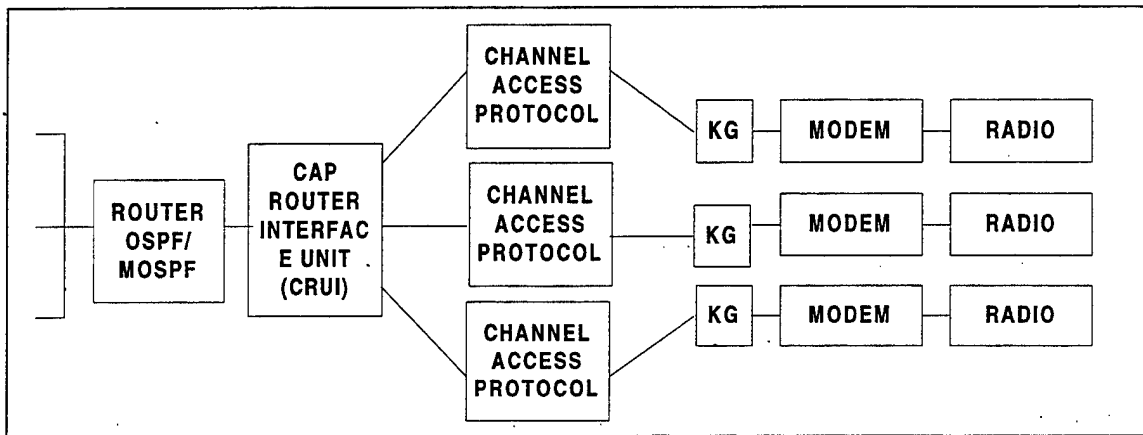 ROUTER
OSPF/
MOSPF
CAP
ROUTER
INTERFAC
E UNIT
(CRUI)
CHANNEL
ACCESS
PROTOCOL
KG
MODEM
RADIO
CHANNEL
ACCESS
PROTOCOL
KG
MODEM
RADIO
CHANNEL
ACCESS
PROTOCOL
KG
MODEM
RADIO